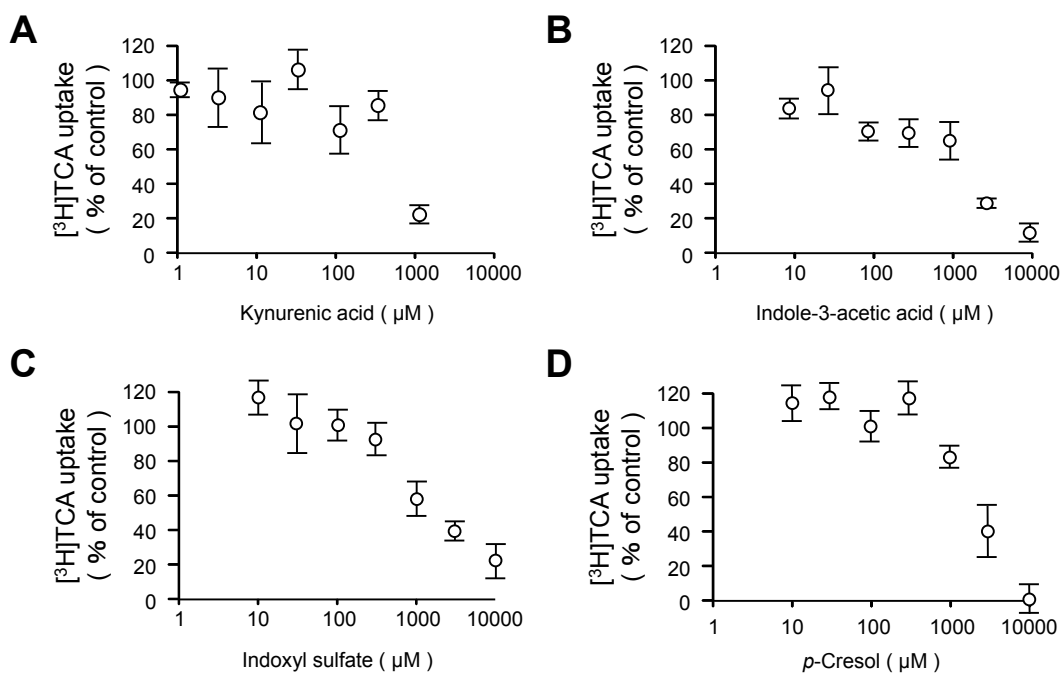 A
[³H]TCA uptake
( % of control )
120
100
80
60
40
20
0
1 10 100 1000 10000
Kynurenic acid ( µM )
B
[³H]TCA uptake
( % of control )
120
100
80
60
40
20
0
1 10 100 1000 10000
Indole-3-acetic acid ( µM )
C
[³H]TCA uptake
( % of control )
120
100
80
60
40
20
0
1 10 100 1000 10000
Indoxyl sulfate ( µM )
D
[³H]TCA uptake
( % of control )
120
100
80
60
40
20
0
1 10 100 1000 10000
p-Cresol ( µM )